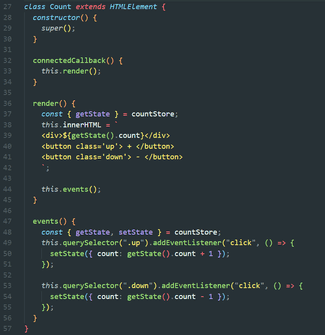 27 class Count extends HTMLElement {
28 constructor() {
29 super();
30 }
31
32
33 connectedCallback() {
33 this.render();
34 }
35
36 render() {
37 const { getState } = countStore;
38 this.innerHTML = `
39 <div>${getState().count}</div>
40 <button class='up'> + </button>
41 <button class='down'> - </button>
42 `;
43
44 this.events();
45 }
46
47 events() {
48 const { getState, setState } = countStore;
49 this.querySelector(".up").addEventListener("click", () => {
50 setState({ count: getState().count + 1 });
51 });
52
53 this.querySelector(".down").addEventListener("click", () => {
54 setState({ count: getState().count - 1 });
55 });
56 }
57 }